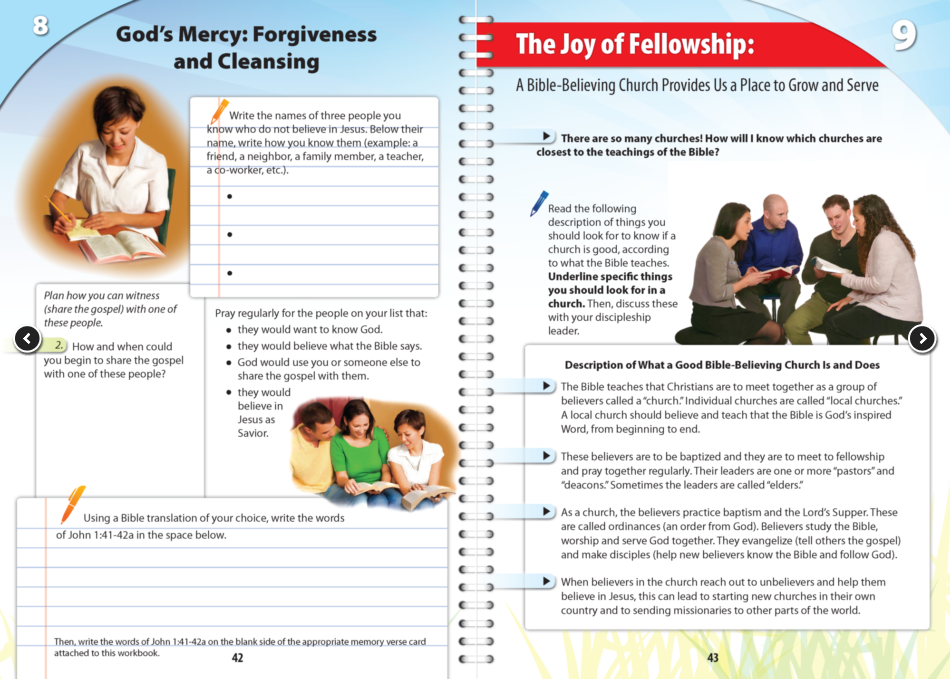 8
God's Mercy: Forgiveness
and Cleansing
Write the names of three people you
know who do not believe in Jesus. Below their
name, write how you know them (example: a
friend, a neighbor, a family member, a teacher,
a co-worker, etc.).
•
•
•
Plan how you can witness
(share the gospel) with one of
these people.
2. How and when could
you begin to share the gospel
with one of these people?
Pray regularly for the people on your list that:
• they would want to know God.
• they would believe what the Bible says.
• God would use you or someone else to
share the gospel with them.
• they would
believe in
Jesus as
Savior.
Using a Bible translation of your choice, write the words
of John 1:41-42a in the space below.
Then, write the words of John 1:41-42a on the blank side of the appropriate memory verse card
attached to this workbook.
42
9
The Joy of Fellowship:
A Bible-Believing Church Provides Us a Place to Grow and Serve
There are so many churches! How will I know which churches are
closest to the teachings of the Bible?
Read the following
description of things you
should look for to know if a
church is good, according
to what the Bible teaches.
Underline specific things
you should look for in a
church. Then, discuss these
with your discipleship
leader.
Description of What a Good Bible-Believing Church Is and Does
The Bible teaches that Christians are to meet together as a group of
believers called a "church." Individual churches are called "local churches."
A local church should believe and teach that the Bible is God's inspired
Word, from beginning to end.
These believers are to be baptized and they are to meet to fellowship
and pray together regularly. Their leaders are one or more "pastors" and
"deacons." Sometimes the leaders are called "elders."
As a church, the believers practice baptism and the Lord's Supper. These
are called ordinances (an order from God). Believers study the Bible,
worship and serve God together. They evangelize (tell others the gospel)
and make disciples (help new believers know the Bible and follow God).
When believers in the church reach out to unbelievers and help them
believe in Jesus, this can lead to starting new churches in their own
country and to sending missionaries to other parts of the world.
43